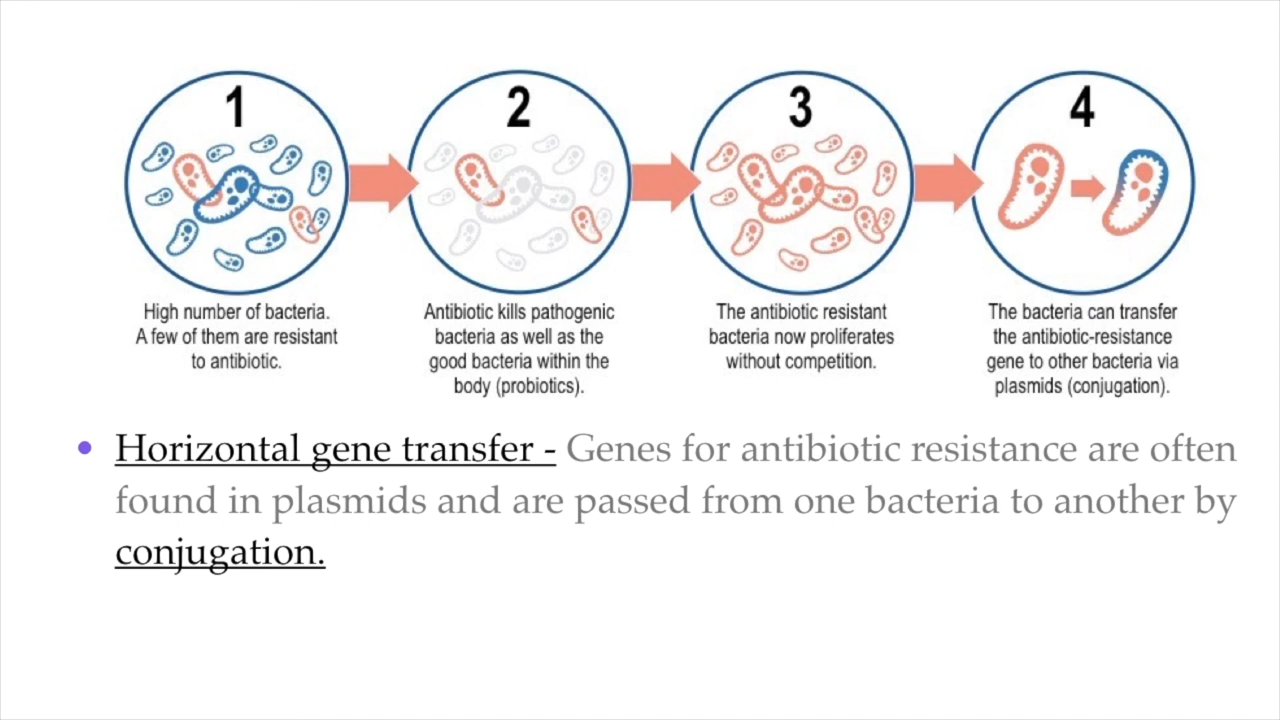 1
High number of bacteria.
A few of them are resistant
to antibiotic.
2
Antibiotic kills pathogenic
bacteria as well as the
good bacteria within the
body (probiotics).
3
The antibiotic resistant
bacteria now proliferates
without competition.
4
The bacteria can transfer
the antibiotic-resistance
gene to other bacteria via
plasmids (conjugation).
• Horizontal gene transfer - Genes for antibiotic resistance are often
found in plasmids and are passed from one bacteria to another by
conjugation.